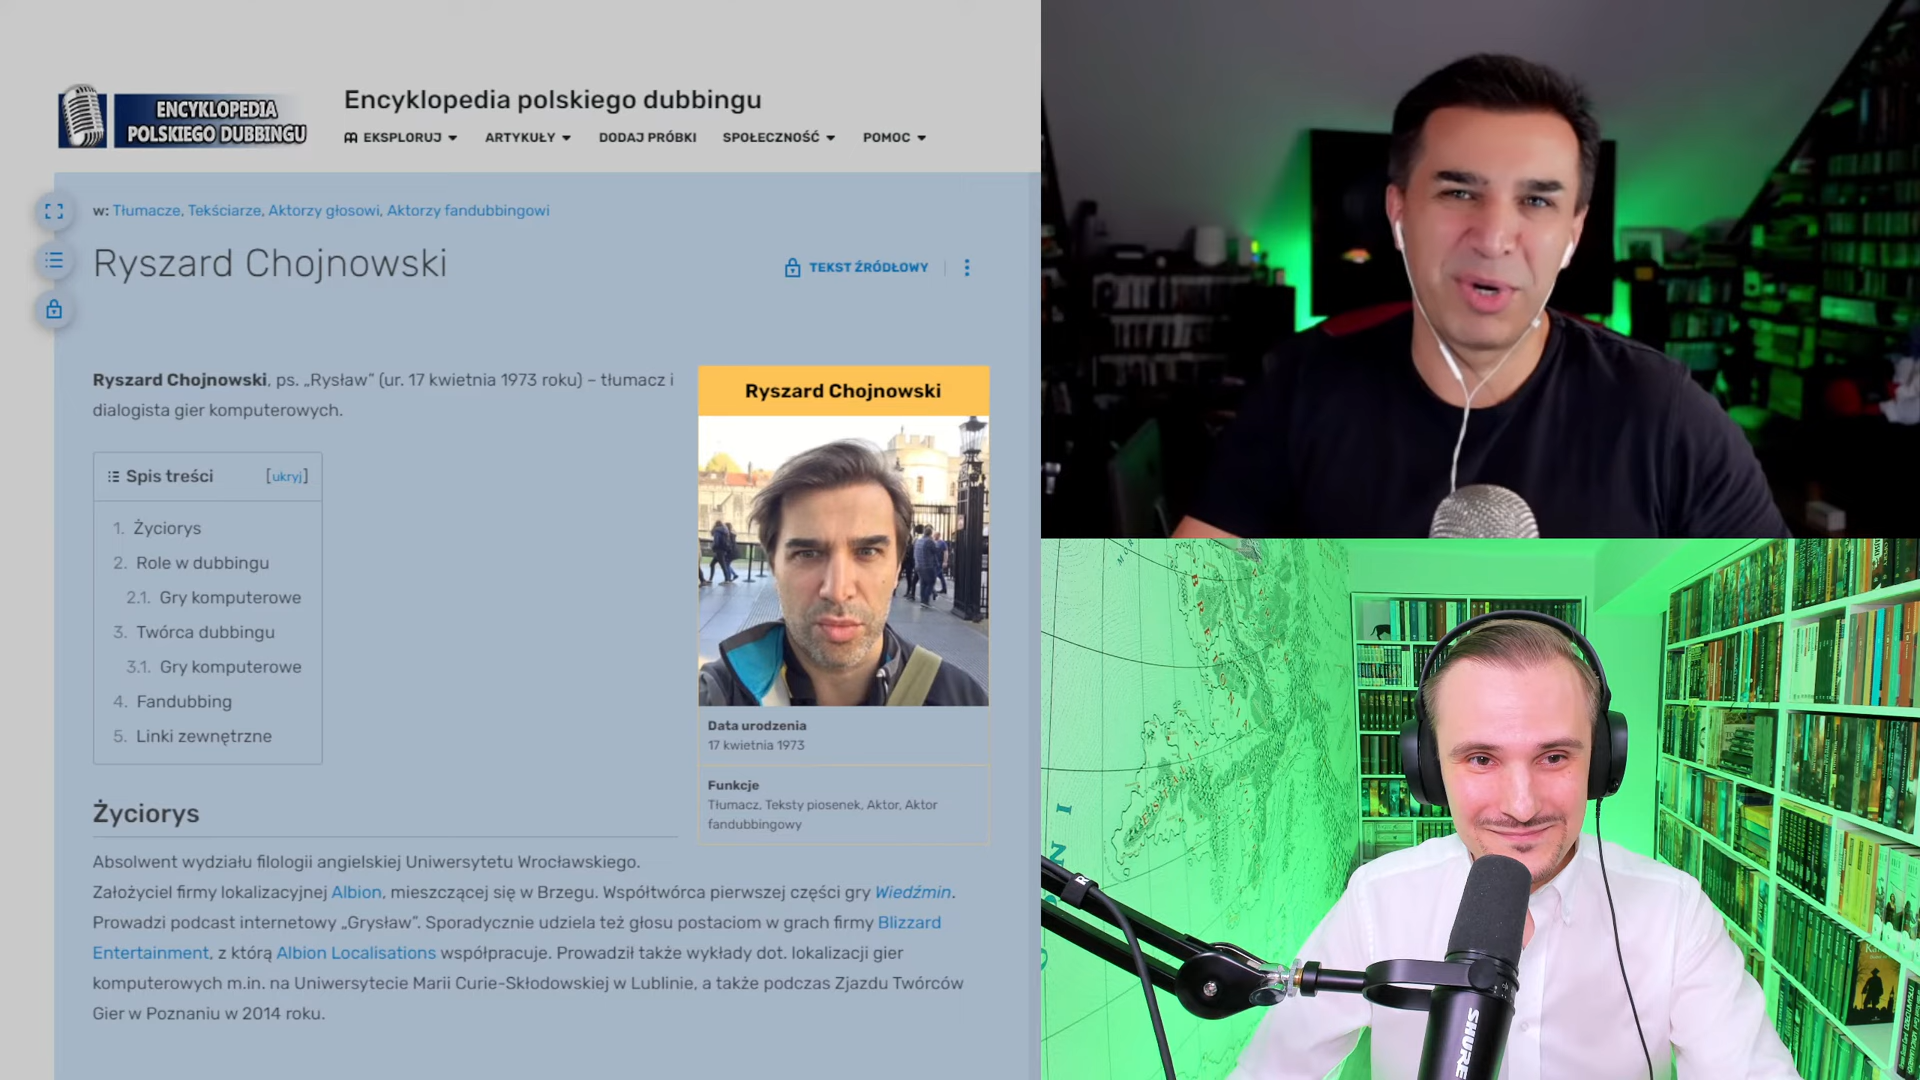 ENCYKLOPEDIA
POLSKIEGO DUBBINGU
Encyklopedia polskiego dubbingu
EKSPLORUJ
ARTYKUŁY
DODAJ PRÓBKI
SPOŁECZNOŚĆ
POMOC
w: Tłumacze, Tekściarze, Aktorzy głosowi, Aktorzy fandubbingowi
Ryszard Chojnowski
TEKST ŹRÓDŁOWY
Ryszard Chojnowski, ps. „Rysław” (ur. 17 kwietnia 1973 roku) – tłumacz i
dialogista gier komputerowych.
Spis treści [ukryj]
1. Życiorys
2. Role w dubbingu
2.1. Gry komputerowe
3. Twórca dubbingu
3.1. Gry komputerowe
4. Fandubbing
5. Linki zewnętrzne
Ryszard Chojnowski
Data urodzenia
17 kwietnia 1973
Funkcje
Tłumacz, Teksty piosenek, Aktor, Aktor
fandubbingowy
Życiorys
Absolwent wydziału filologii angielskiej Uniwersytetu Wrocławskiego.
Założyciel firmy lokalizacyjnej Albion, mieszczącej się w Brzegu. Współtwórca pierwszej części gry Wiedźmin.
Prowadzi podcast internetowy „Grysław”. Sporadycznie udziela też głosu postaciom w grach firmy Blizzard
Entertainment, z którą Albion Localisations współpracuje. Prowadził także wykłady dot. lokalizacji gier
komputerowych m.in. na Uniwersytecie Marii Curie-Skłodowskiej w Lublinie, a także podczas Zjazdu Twórców
Gier w Poznaniu w 2014 roku.
SHURE